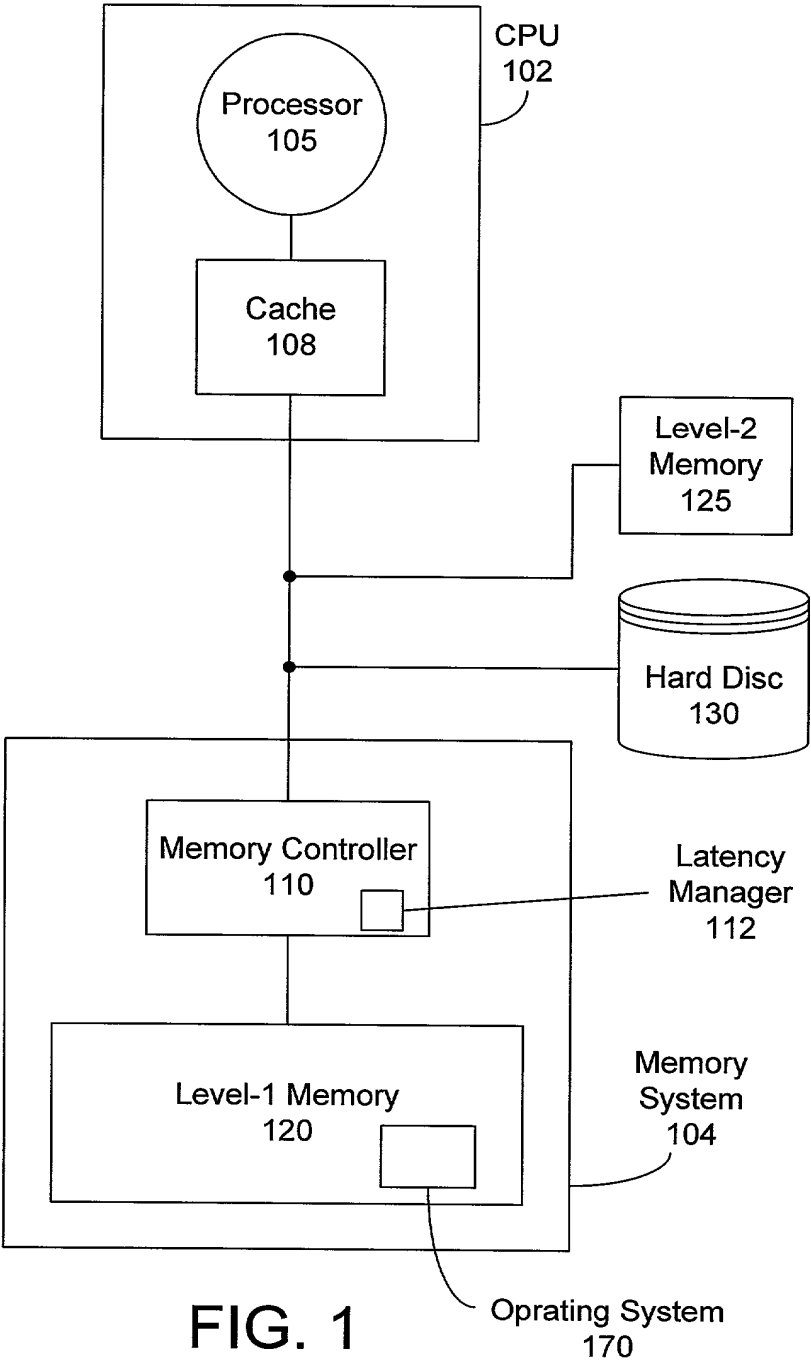 CPU
102
Processor
105
Cache
108
Level-2
Memory
125
Hard Disc
130
Memory Controller
110
Latency
Manager
112
Level-1 Memory
120
Memory
System
104
Oprating System
170
FIG. 1